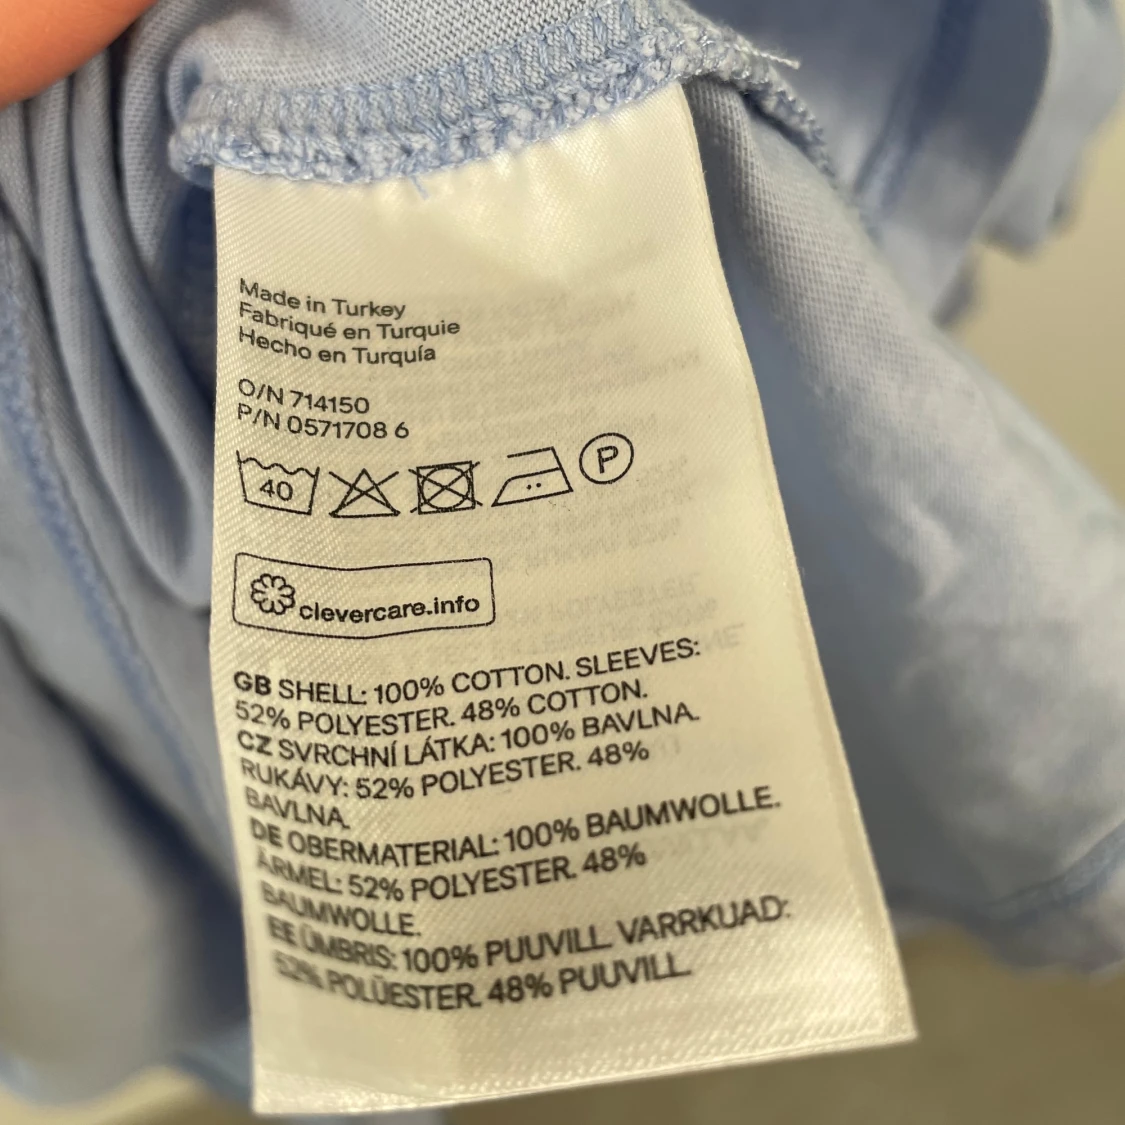 Made in Turkey
Fabriqué en Turquie
Hecho en Turquía
O/N 714150
P/N 0571708 6
40
P
clevercare.info
GB SHELL: 100% COTTON. SLEEVES:
52% POLYESTER. 48% COTTON.
CZ SVRCHNÍ LÁTKA: 100% BAVLNA.
RUKÁVY: 52% POLYESTER. 48%
BAVLNA.
DE OBERMATERIAL: 100% BAUMWOLLE.
ÄRMEL: 52% POLYESTER. 48%
BAUMWOLLE.
EE ÜMBRIS: 100% PUUVILL. VARRKUAD:
52% POLÜESTER. 48% PUUVILL.